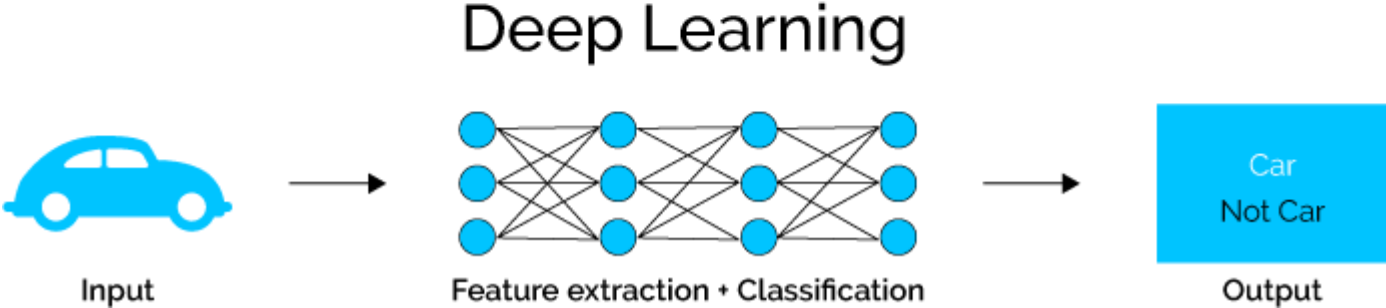 Deep Learning
Car
Not Car
Input
Feature extraction + Classification
Output